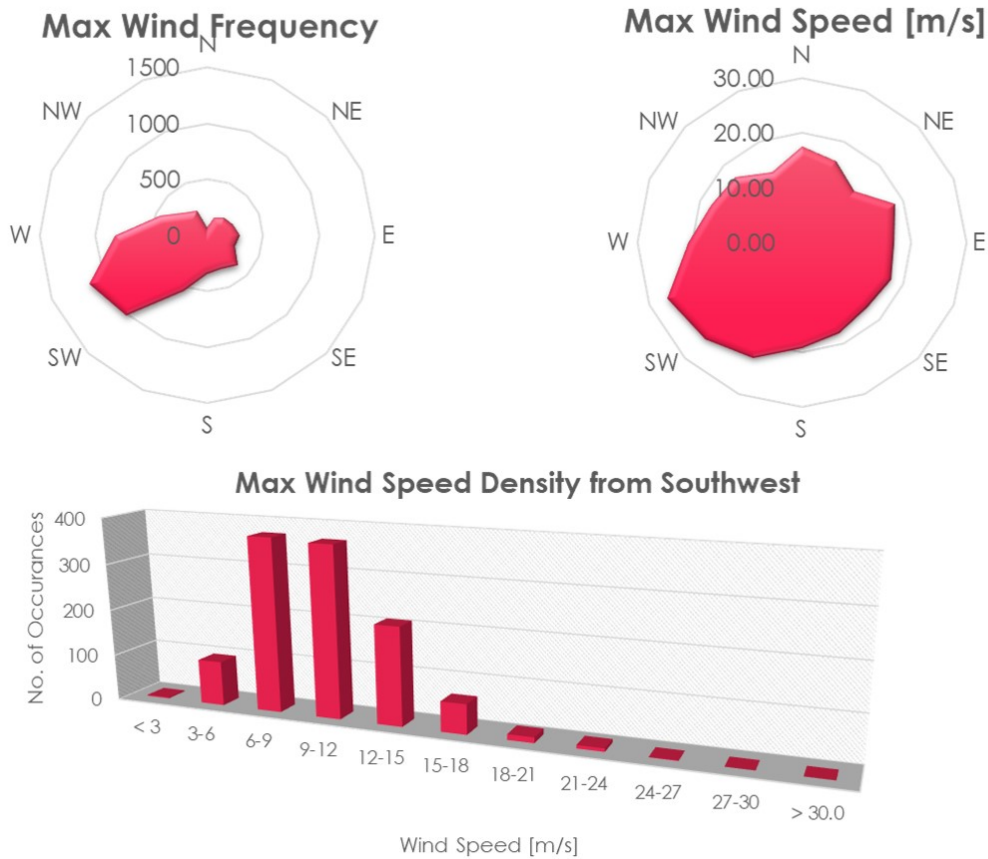 Max Wind Frequency
N
1500
NW
NE
1000
500
W
0
E
SW
SE
S
Max Wind Speed [m/s]
N
30.00
NW
NE
20.00
10.00
W
0.00
E
SW
SE
S
Max Wind Speed Density from Southwest
No. of Occurances
400
300
200
100
0
< 3
3-6
6-9
9-12
12-15
15-18
18-21
21-24
24-27
27-30
> 30.0
Wind Speed [m/s]